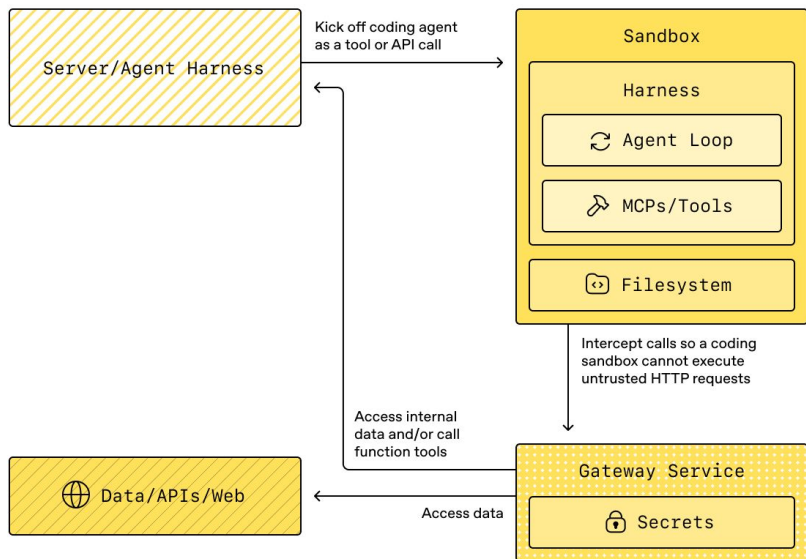 Server/Agent Harness
Kick off coding agent
as a tool or API call
Sandbox
Harness
Agent Loop
MCPs/Tools
Filesystem
Intercept calls so a coding
sandbox cannot execute
untrusted HTTP requests
Access internal
data and/or call
function tools
Data/APIs/Web
Access data
Gateway Service
Secrets